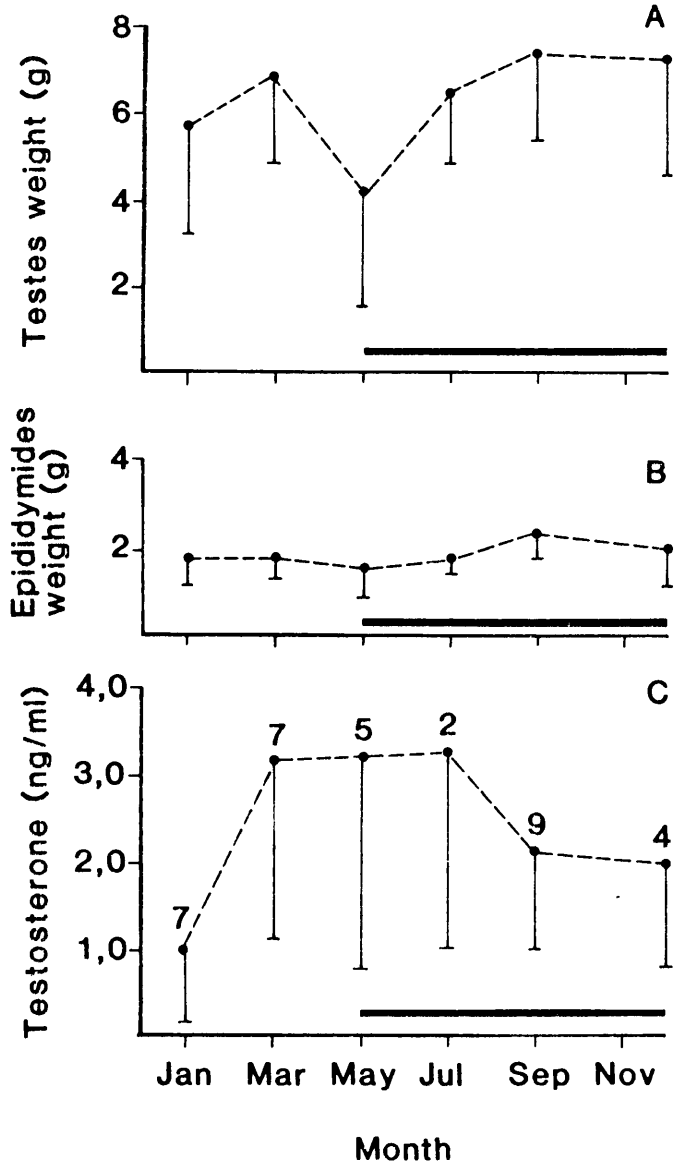 A
Testes weight (g)
8
6
4
2
B
Epididymides
weight (g)
4
2
C
Testosterone (ng/ml)
4,0
3,0
2,0
1,0
7
7
5
2
9
4
Jan Mar May Jul Sep Nov
Month